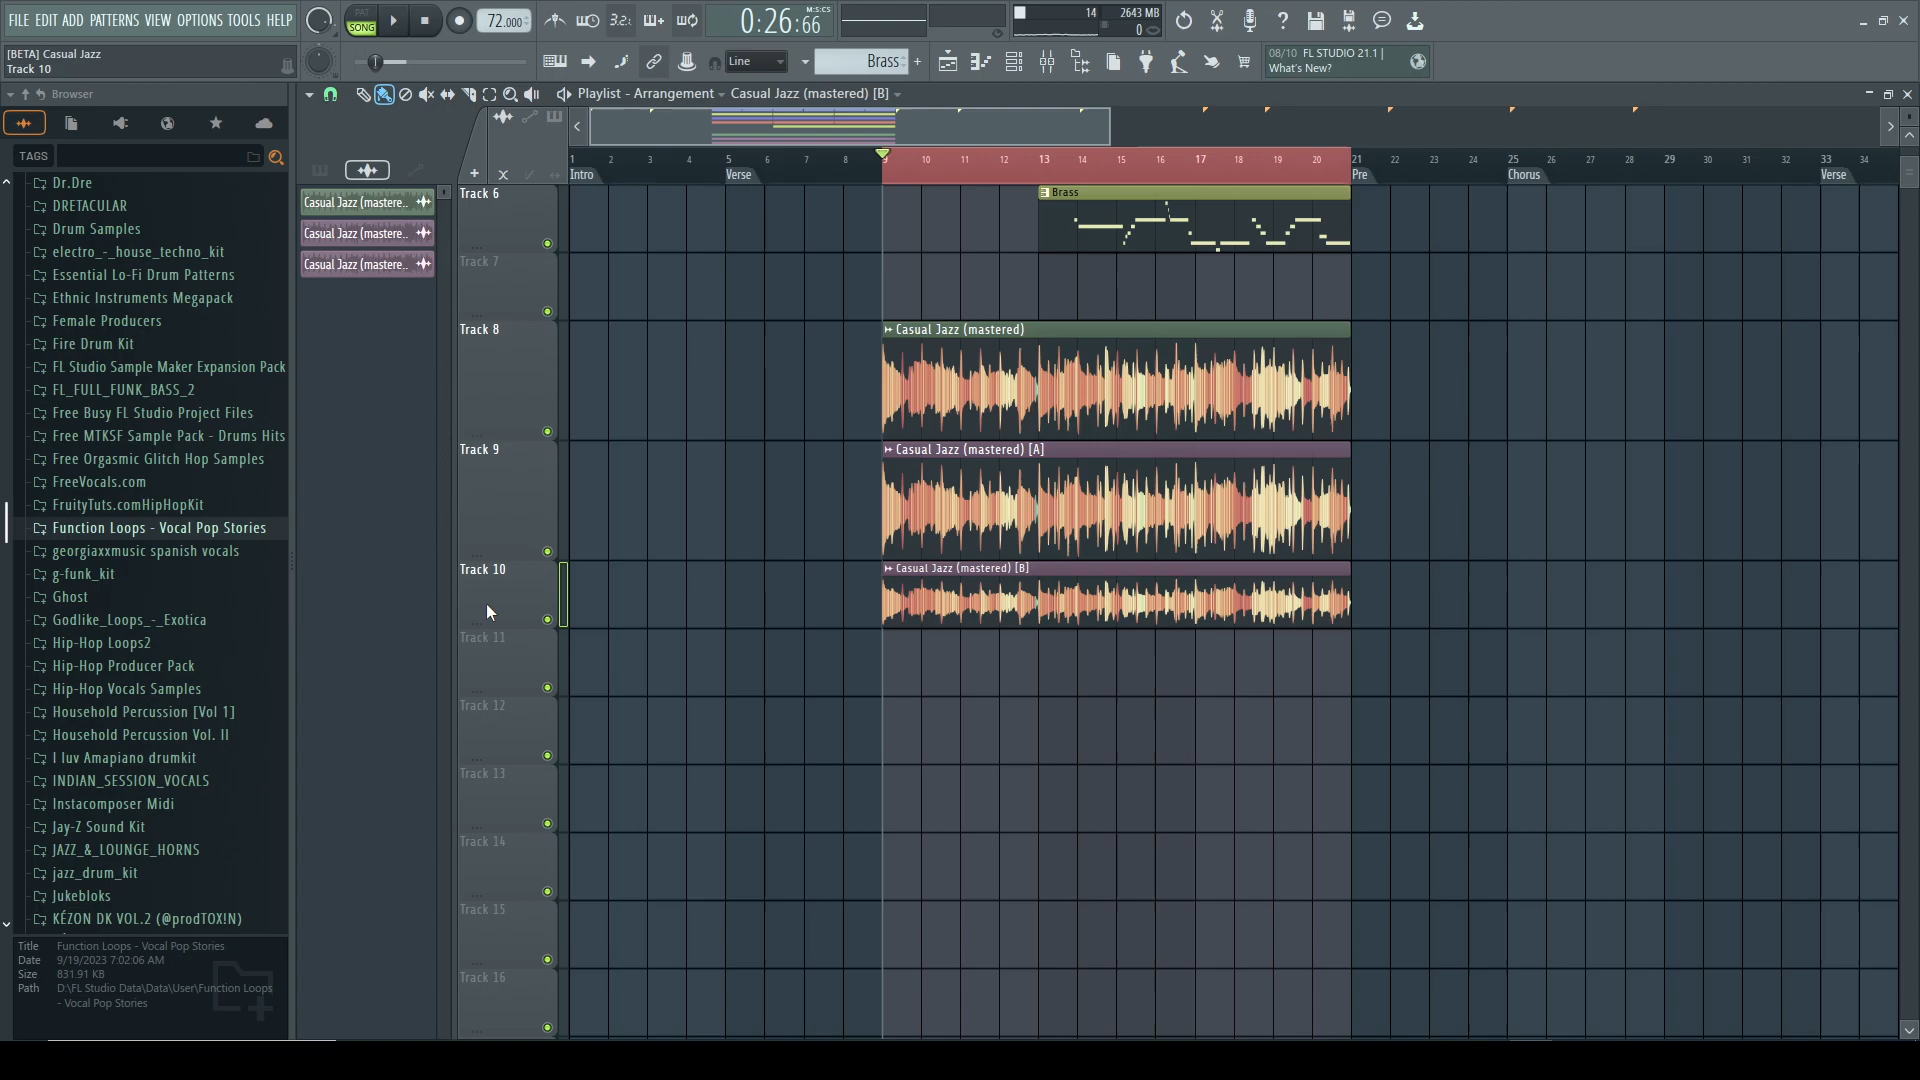 FILE EDIT ADD PATTERNS VIEW OPTIONS TOOLS HELP
PAT
SONG
72.000
3.2.
0:26:66
M:S:CS
14
2643 MB
0
[BETA] Casual Jazz
Track 10
Line
Brass
08/10 FL STUDIO 21.1 |
What's New?
Browser
Playlist - Arrangement
Casual Jazz (mastered) [B]
TAGS
Dr.Dre
DRETACULAR
Drum Samples
electro_-_house_techno_kit
Essential Lo-Fi Drum Patterns
Ethnic Instruments Megapack
Female Producers
Fire Drum Kit
FL Studio Sample Maker Expansion Pack
FL_FULL_FUNK_BASS_2
Free Busy FL Studio Project Files
Free MTKSF Sample Pack - Drums Hits
Free Orgasmic Glitch Hop Samples
FreeVocals.com
FruityTuts.comHipHopKit
Function Loops - Vocal Pop Stories
georgiaxxmusic spanish vocals
g-funk_kit
Ghost
Godlike_Loops_-_Exotica
Hip-Hop Loops2
Hip-Hop Producer Pack
Hip-Hop Vocals Samples
Household Percussion [Vol 1]
Household Percussion Vol. II
I luv Amapiano drumkit
INDIAN_SESSION_VOCALS
Instacomposer Midi
Jay-Z Sound Kit
JAZZ_&_LOUNGE_HORNS
jazz_drum_kit
Jukebloks
KÉZON DK VOL.2 (@prodTOX!N)
Title Function Loops - Vocal Pop Stories
Date 9/19/2023 7:02:06 AM
Size 831.91 KB
Path D:\FL Studio Data\Data\User\Function Loops
- Vocal Pop Stories
Casual Jazz (mastere..
Casual Jazz (mastere..
Casual Jazz (mastere..
1 2 3 4 5 6 7 8 9 10 11 12 13 14 15 16 17 18 19 20 21 22 23 24 25 26 27 28 29 30 31 32 33 34
Intro Verse Pre Chorus Verse
Track 6
Brass
Track 7
Track 8
Casual Jazz (mastered)
Track 9
Casual Jazz (mastered) [A]
Track 10
Casual Jazz (mastered) [B]
Track 11
Track 12
Track 13
Track 14
Track 15
Track 16